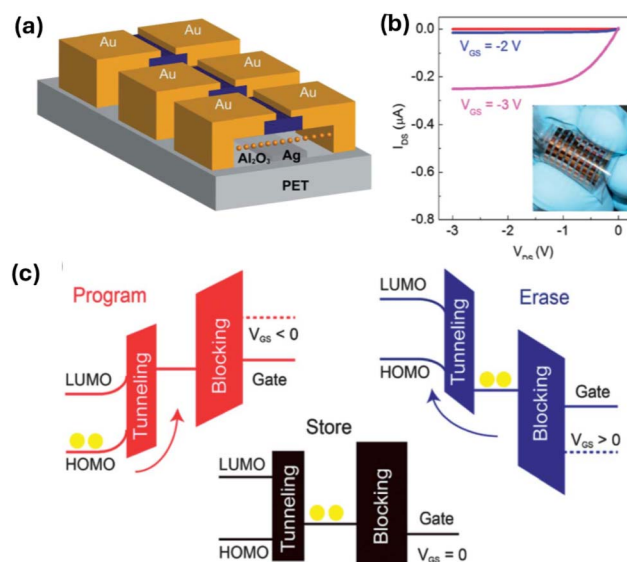 (a)
Au
Au
Au
Au
Au
Au
Al₂O₃
Ag
PET
(b)
0.0
-0.2
-0.4
-0.6
-0.8
I_DS (μA)
V_GS = -2 V
V_GS = -3 V
-3
-2
-1
0
V_DS (V)
(c)
Program
LUMO
HOMO
Tunneling
Blocking
V_GS < 0
Gate
Store
LUMO
HOMO
Tunneling
Blocking
Gate
V_GS = 0
Erase
LUMO
HOMO
Tunneling
Blocking
Gate
V_GS > 0